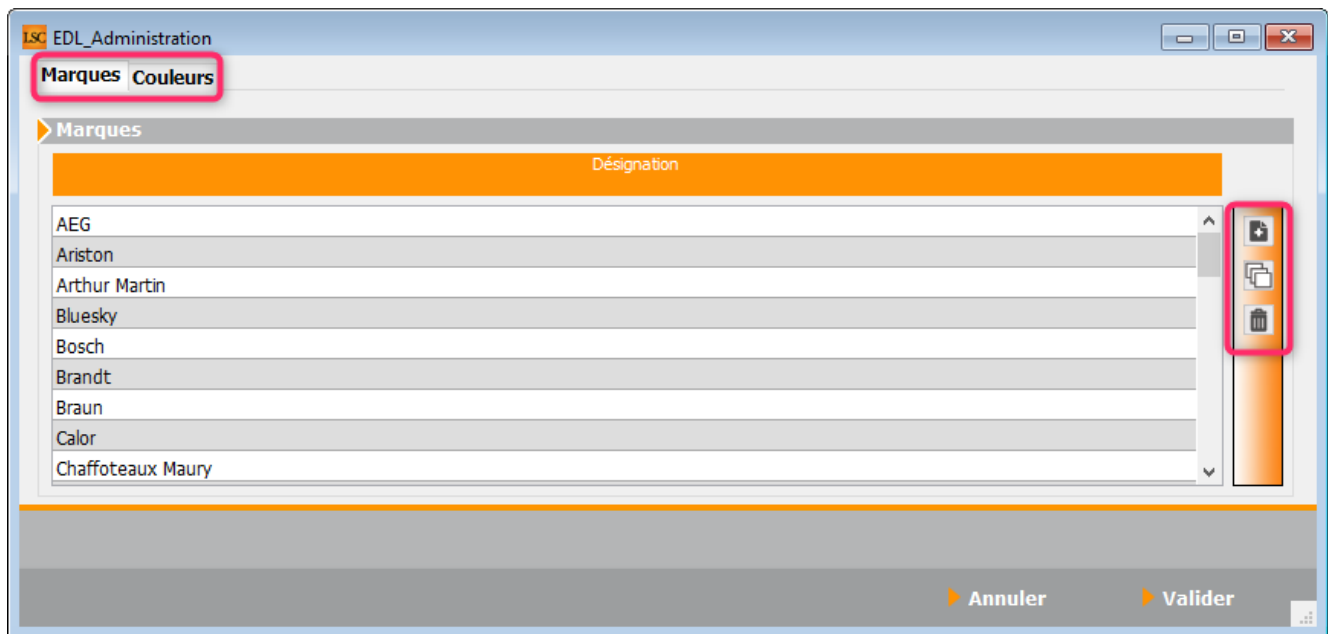 LSC EDL_Administration
Marques Couleurs
Marques
Désignation
AEG
Ariston
Arthur Martin
Bluesky
Bosch
Brandt
Braun
Calor
Chaffoteaux Maury
Annuler Valider